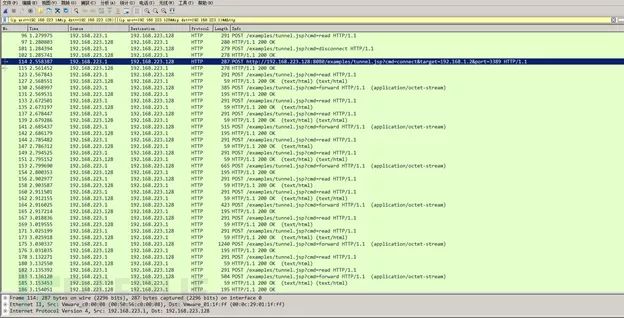 文件(F) 编辑(E) 视图(V) 跳转(G) 捕获(C) 分析(A) 统计(S) 电话(Y) 无线(W) 工具(T) 帮助(H)
No. Time Source Destination Protocol Length Info
96 1.279975 192.168.223.1 192.168.223.128 HTTP 291 POST /examples/tunnel.jsp?cmd=read HTTP/1.1
97 1.280003 192.168.223.128 192.168.223.1 HTTP 200 HTTP/1.1 200 OK
101 1.284394 192.168.223.1 192.168.223.128 HTTP 279 POST /examples/tunnel.jsp?cmd=disconnect HTTP/1.1
102 1.285741 192.168.223.128 192.168.223.1 HTTP 278 HTTP/1.1 200 OK
114 2.558387 192.168.223.1 192.168.223.128 HTTP 287 POST http://192.168.223.128:8080/examples/tunnel.jsp?cmd=connect&target=192.168.1.2&port=3389 HTTP/1.1
115 2.561452 192.168.223.128 192.168.223.1 HTTP 278 HTTP/1.1 200 OK
123 2.567843 192.168.223.1 192.168.223.128 HTTP 291 POST /examples/tunnel.jsp?cmd=read HTTP/1.1
127 2.568551 192.168.223.128 192.168.223.1 HTTP 59 HTTP/1.1 200 OK (text/html)
130 2.568997 192.168.223.1 192.168.223.128 HTTP 385 POST /examples/tunnel.jsp?cmd=forward HTTP/1.1 (application/octet-stream)
131 2.569531 192.168.223.128 192.168.223.1 HTTP 195 HTTP/1.1 200 OK
133 2.672501 192.168.223.1 192.168.223.128 HTTP 291 POST /examples/tunnel.jsp?cmd=read HTTP/1.1
135 2.673197 192.168.223.128 192.168.223.1 HTTP 59 HTTP/1.1 200 OK (text/html)
137 2.678447 192.168.223.1 192.168.223.128 HTTP 291 POST /examples/tunnel.jsp?cmd=read HTTP/1.1
139 2.679286 192.168.223.128 192.168.223.1 HTTP 59 HTTP/1.1 200 OK (text/html)
141 2.685437 192.168.223.1 192.168.223.128 HTTP 515 POST /examples/tunnel.jsp?cmd=forward HTTP/1.1 (application/octet-stream)
142 2.686179 192.168.223.128 192.168.223.1 HTTP 195 HTTP/1.1 200 OK
144 2.785482 192.168.223.1 192.168.223.128 HTTP 291 POST /examples/tunnel.jsp?cmd=read HTTP/1.1
147 2.786312 192.168.223.128 192.168.223.1 HTTP 59 HTTP/1.1 200 OK (text/html)
149 2.794525 192.168.223.1 192.168.223.128 HTTP 291 POST /examples/tunnel.jsp?cmd=read HTTP/1.1
151 2.795152 192.168.223.128 192.168.223.1 HTTP 59 HTTP/1.1 200 OK (text/html)
153 2.799690 192.168.223.1 192.168.223.128 HTTP 665 POST /examples/tunnel.jsp?cmd=forward HTTP/1.1 (application/octet-stream)
154 2.800353 192.168.223.128 192.168.223.1 HTTP 195 HTTP/1.1 200 OK
156 2.902957 192.168.223.1 192.168.223.128 HTTP 291 POST /examples/tunnel.jsp?cmd=read HTTP/1.1
158 2.903587 192.168.223.128 192.168.223.1 HTTP 59 HTTP/1.1 200 OK (text/html)
160 2.911501 192.168.223.1 192.168.223.128 HTTP 291 POST /examples/tunnel.jsp?cmd=read HTTP/1.1
162 2.912155 192.168.223.128 192.168.223.1 HTTP 59 HTTP/1.1 200 OK (text/html)
164 2.916025 192.168.223.1 192.168.223.128 HTTP 423 POST /examples/tunnel.jsp?cmd=forward HTTP/1.1 (application/octet-stream)
165 2.917214 192.168.223.128 192.168.223.1 HTTP 195 HTTP/1.1 200 OK
167 3.018836 192.168.223.1 192.168.223.128 HTTP 291 POST /examples/tunnel.jsp?cmd=read HTTP/1.1
169 3.019555 192.168.223.128 192.168.223.1 HTTP 59 HTTP/1.1 200 OK (text/html)
171 3.025199 192.168.223.1 192.168.223.128 HTTP 291 POST /examples/tunnel.jsp?cmd=read HTTP/1.1
173 3.025918 192.168.223.128 192.168.223.1 HTTP 59 HTTP/1.1 200 OK (text/html)
175 3.030337 192.168.223.1 192.168.223.128 HTTP 1240 POST /examples/tunnel.jsp?cmd=forward HTTP/1.1 (application/octet-stream)
176 3.031035 192.168.223.128 192.168.223.1 HTTP 195 HTTP/1.1 200 OK
178 3.132271 192.168.223.1 192.168.223.128 HTTP 291 POST /examples/tunnel.jsp?cmd=read HTTP/1.1
180 3.132550 192.168.223.128 192.168.223.1 HTTP 59 HTTP/1.1 200 OK (text/html)
182 3.135392 192.168.223.1 192.168.223.128 HTTP 291 POST /examples/tunnel.jsp?cmd=read HTTP/1.1
183 3.136128 192.168.223.1 192.168.223.128 HTTP 504 POST /examples/tunnel.jsp?cmd=forward HTTP/1.1 (application/octet-stream)
185 3.153453 192.168.223.128 192.168.223.1 HTTP 59 HTTP/1.1 200 OK (text/html)
186 3.154051 192.168.223.128 192.168.223.1 HTTP 195 HTTP/1.1 200 OK
Frame 114: 287 bytes on wire (2296 bits), 287 bytes captured (2296 bits) on interface 0
Ethernet II, Src: Vmware_c0:00:08 (00:50:56:c0:00:08), Dst: Vmware_01:1f:ff (00:0c:29:01:1f:ff)
Internet Protocol Version 4, Src: 192.168.223.1, Dst: 192.168.223.128